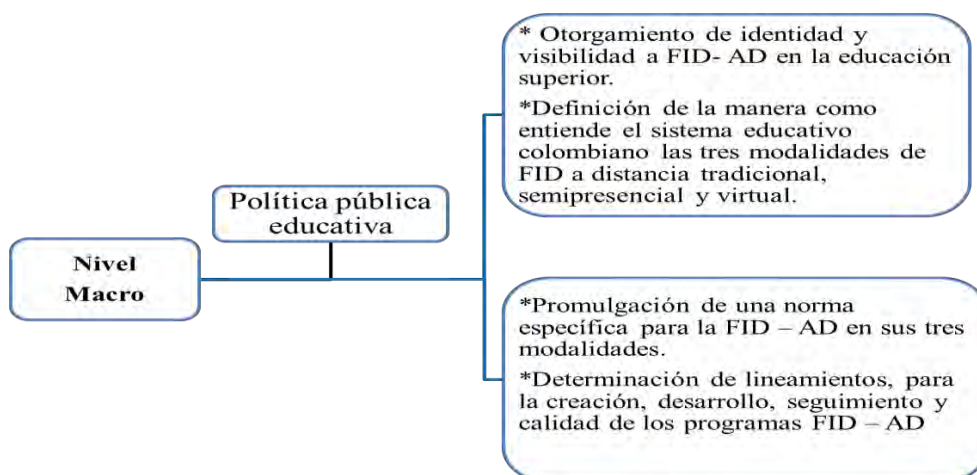 Nivel
Macro
Política pública
educativa
* Otorgamiento de identidad y
visibilidad a FID- AD en la educación
superior.
*Definición de la manera como
entiende el sistema educativo
colombiano las tres modalidades de
FID a distancia tradicional,
semipresencial y virtual.
*Promulgación de una norma
específica para la FID – AD en sus tres
modalidades.
*Determinación de lineamientos, para
la creación, desarrollo, seguimiento y
calidad de los programas FID – AD